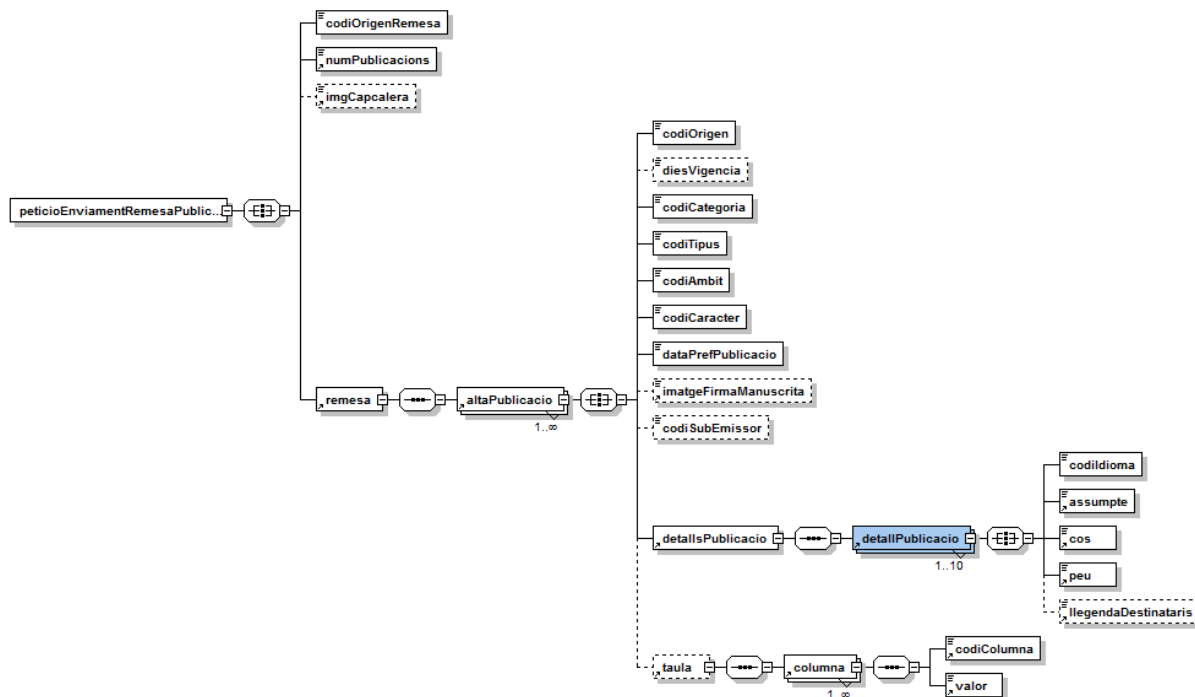 codiOrigenRemesa
numPublicacions
imgCapcalera
peticioEnviamentRemesaPublic...
remesa
altaPublicacio
1..∞
codiOrigen
diesVigencia
codiCategoria
codiTipus
codiAmbit
codiCaracter
dataPrefPublicacio
imatgeFirmaManuscrita
codiSubEmissor
detallsPublicacio
detallPublicacio
1..10
codiIdioma
assumpte
cos
peu
llegendaDestinataris
taula
columna
1..∞
codiColumna
valor